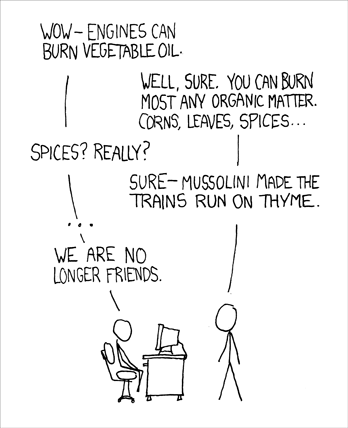 WOW— ENGINES CAN
BURN VEGETABLE OIL.
WELL, SURE. YOU CAN BURN
MOST ANY ORGANIC MATTER.
CORNS, LEAVES, SPICES...
SPICES? REALLY?
SURE— MUSSOLINI MADE THE
TRAINS RUN ON THYME.
...
WE ARE NO
LONGER FRIENDS.